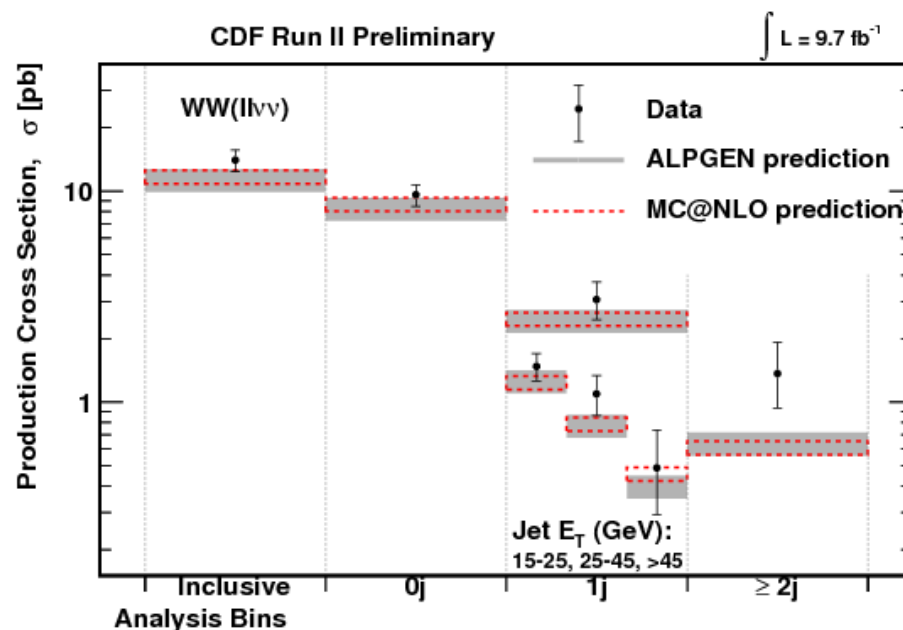 CDF Run II Preliminary
∫ L = 9.7 fb⁻¹
Production Cross Section, σ [pb]
WW(llνν)
Data
ALPGEN prediction
MC@NLO prediction
10
1
Jet E_T (GeV):
15-25, 25-45, >45
Inclusive
0j
1j
≥ 2j
Analysis Bins